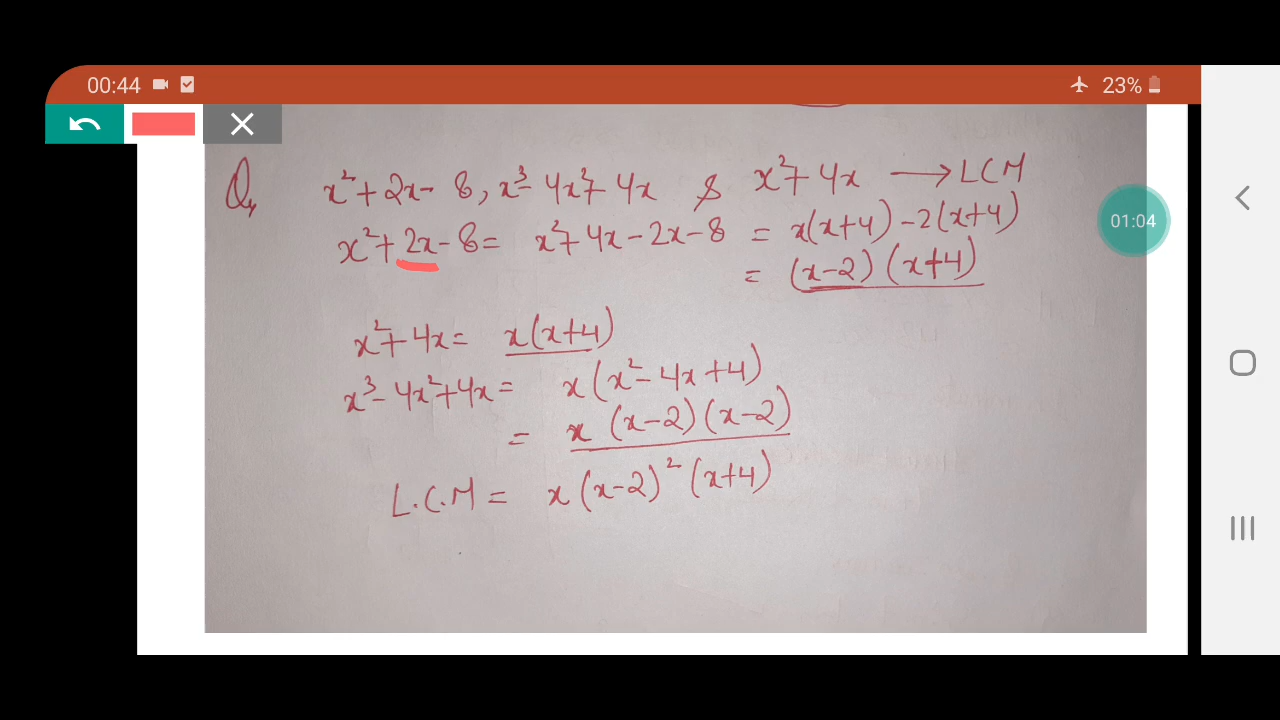 00:44 23%
Q, x²+2x-8, x³-4x²+4x & x²+4x → LCM
x²+2x-8= x²+4x-2x-8 = x(x+4)-2(x+4)
01:04
= (x-2)(x+4)
x²+4x= x(x+4)
x³-4x²+4x= x(x²-4x+4)
= x (x-2)(x-2)
L.C.M = x(x-2)²(x+4)